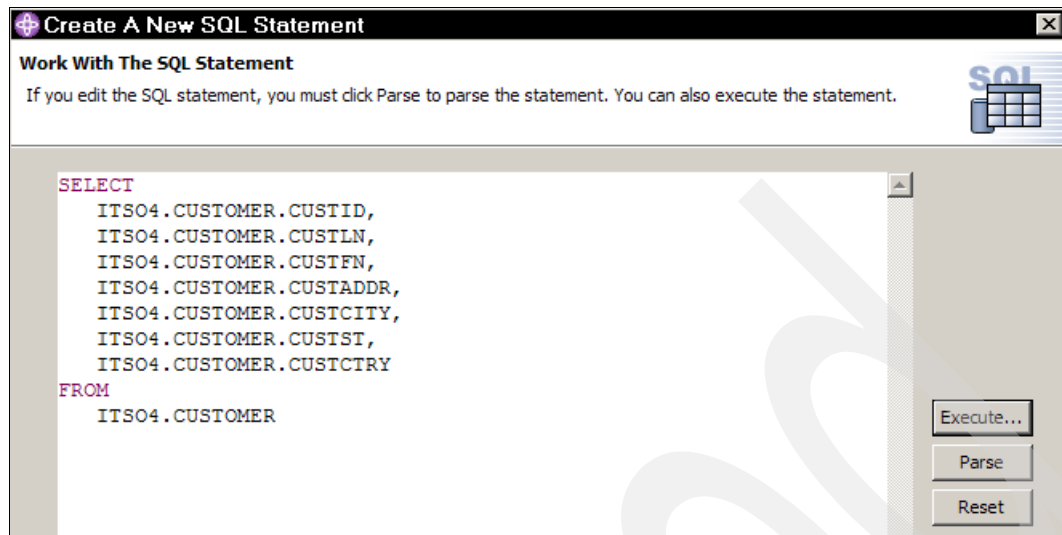 Create A New SQL Statement
Work With The SQL Statement
If you edit the SQL statement, you must click Parse to parse the statement. You can also execute the statement.
SQL
SELECT
ITSO4.CUSTOMER.CUSTID,
ITSO4.CUSTOMER.CUSTLN,
ITSO4.CUSTOMER.CUSTFN,
ITSO4.CUSTOMER.CUSTADDR,
ITSO4.CUSTOMER.CUSTCITY,
ITSO4.CUSTOMER.CUSTST,
ITSO4.CUSTOMER.CUSTCTRY
FROM
ITSO4.CUSTOMER
Execute...
Parse
Reset